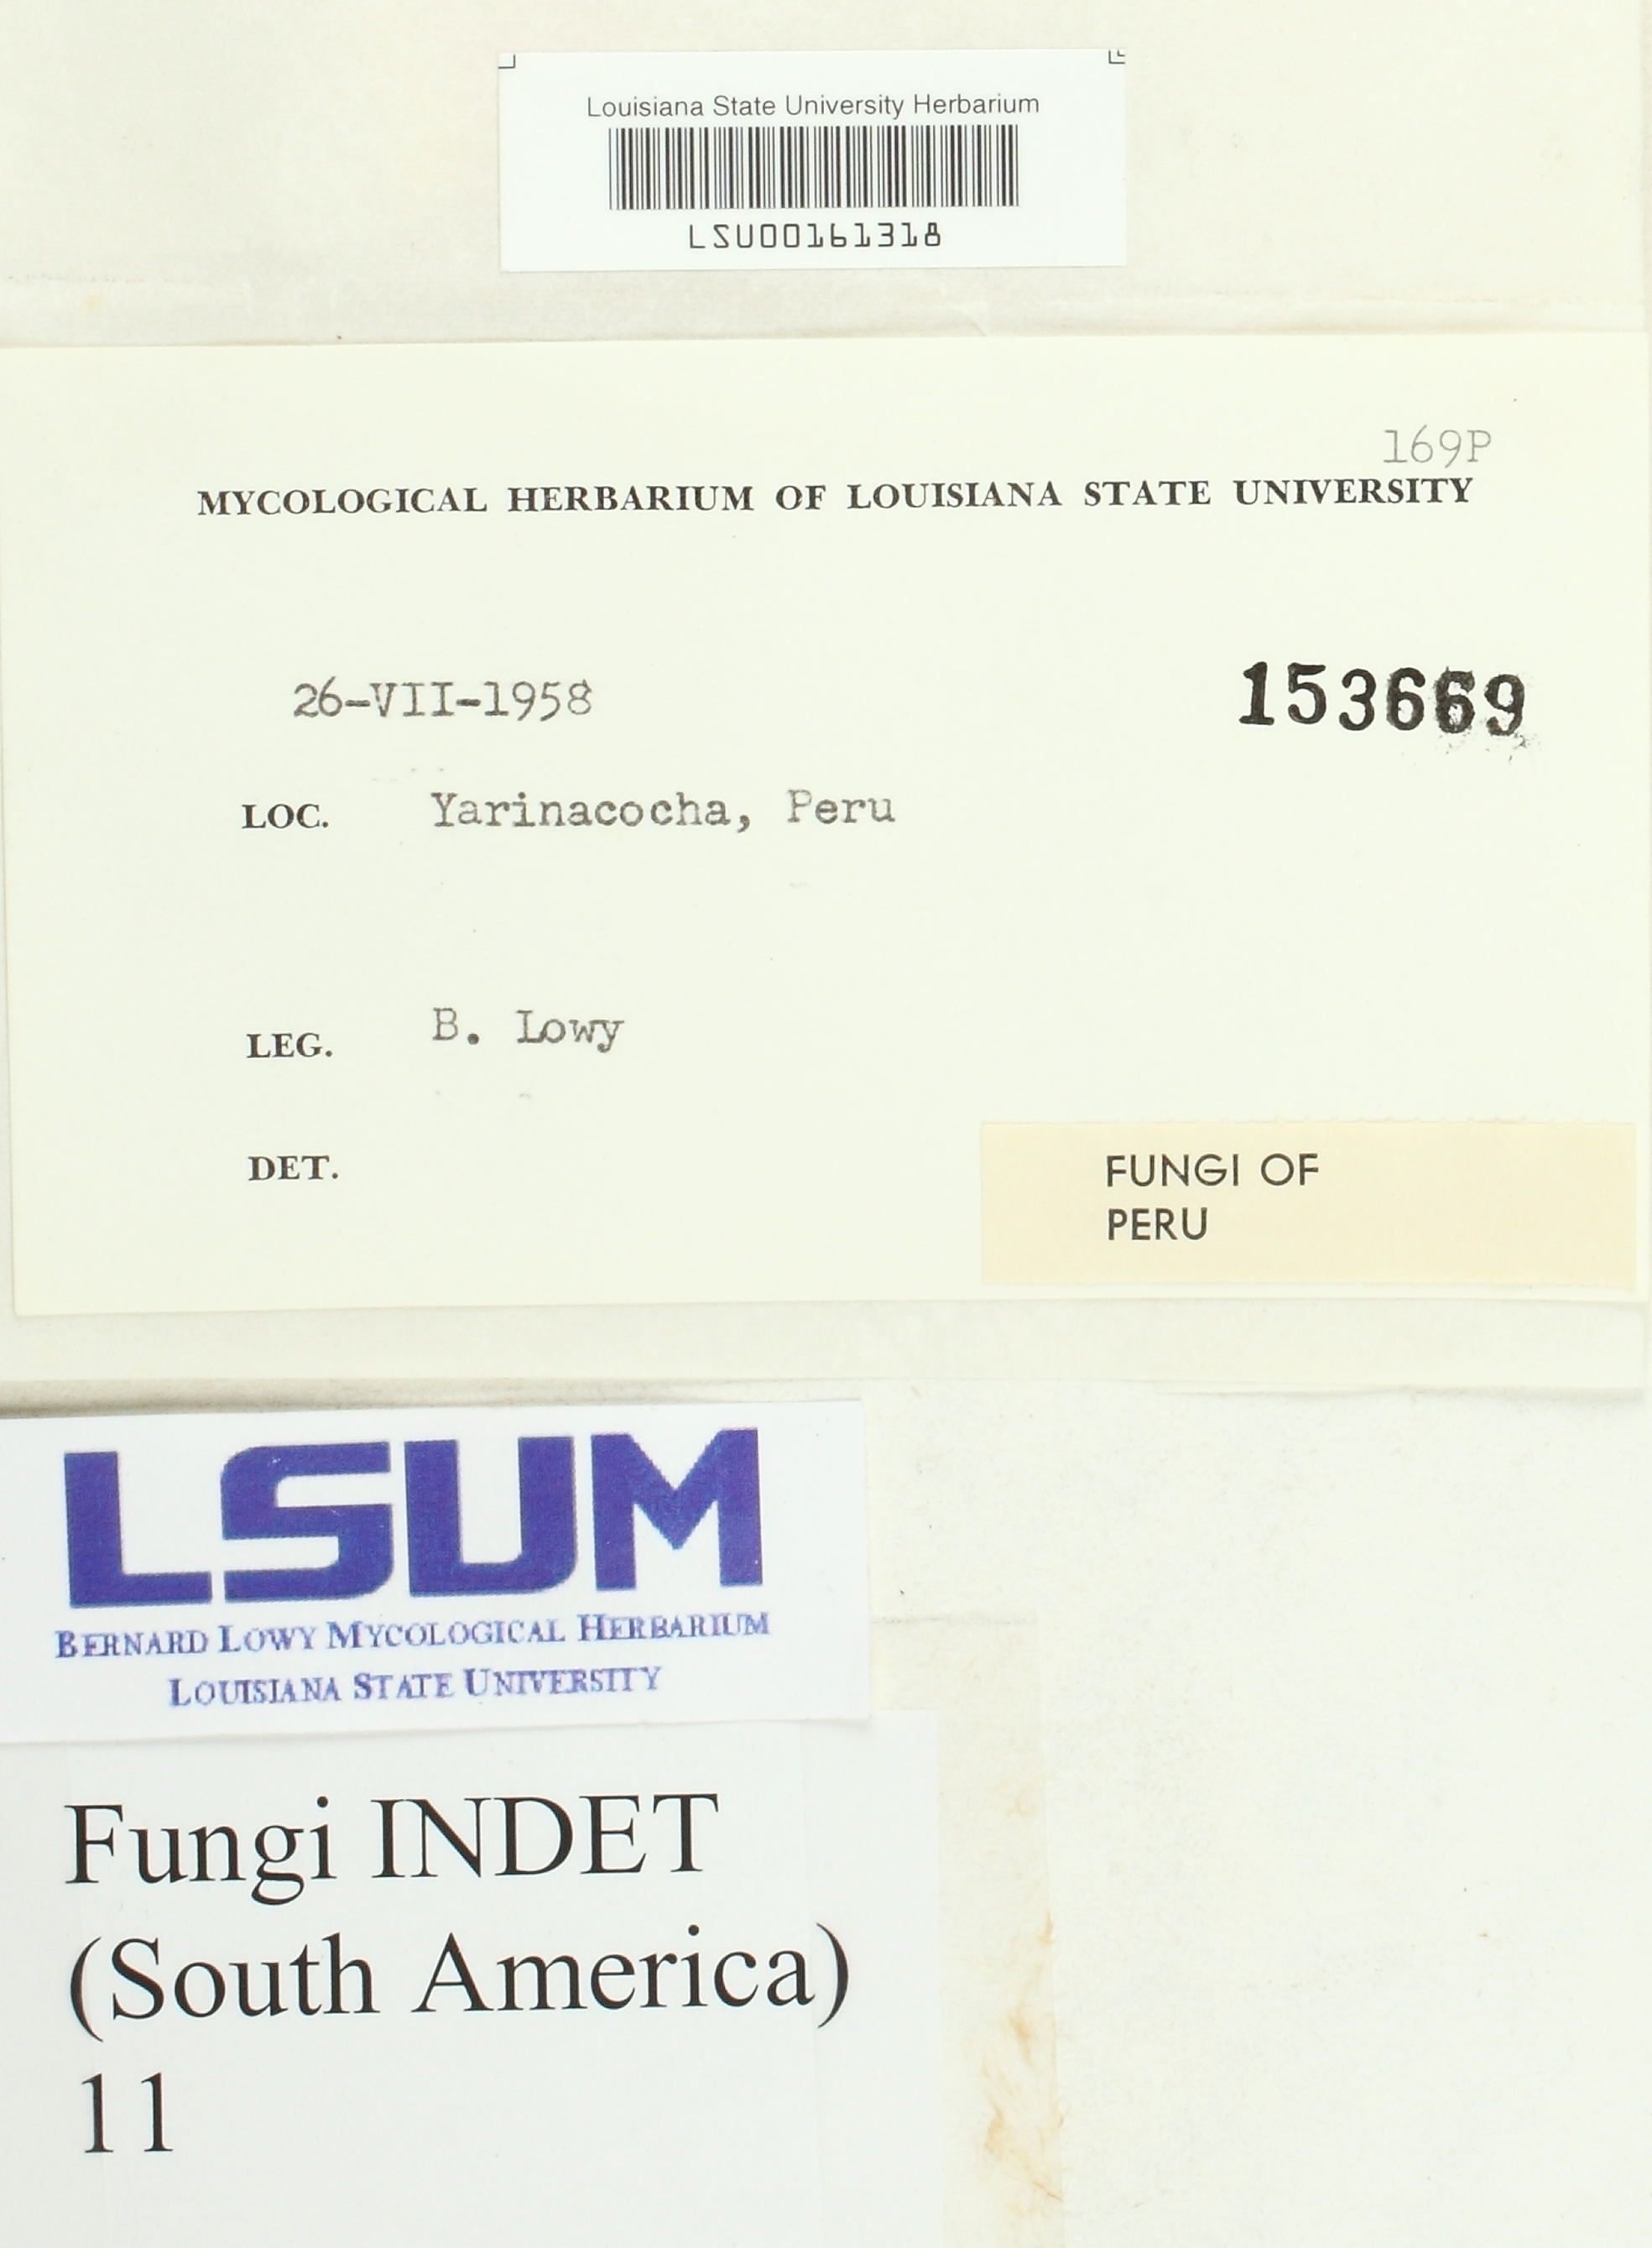 Louisiana State University Herbarium
LSU00161318
169P
MYCOLOGICAL HERBARIUM OF LOUISIANA STATE UNIVERSITY
26-VII-1958
153669
LOC. Yarinacocha, Peru
LEG. B. Lowy
DET.
FUNGI OF
PERU
LSUM
BERNARD LOWY MYCOLOGICAL HERBARIUM
LOUISIANA STATE UNIVERSITY
Fungi INDET
(South America)
11